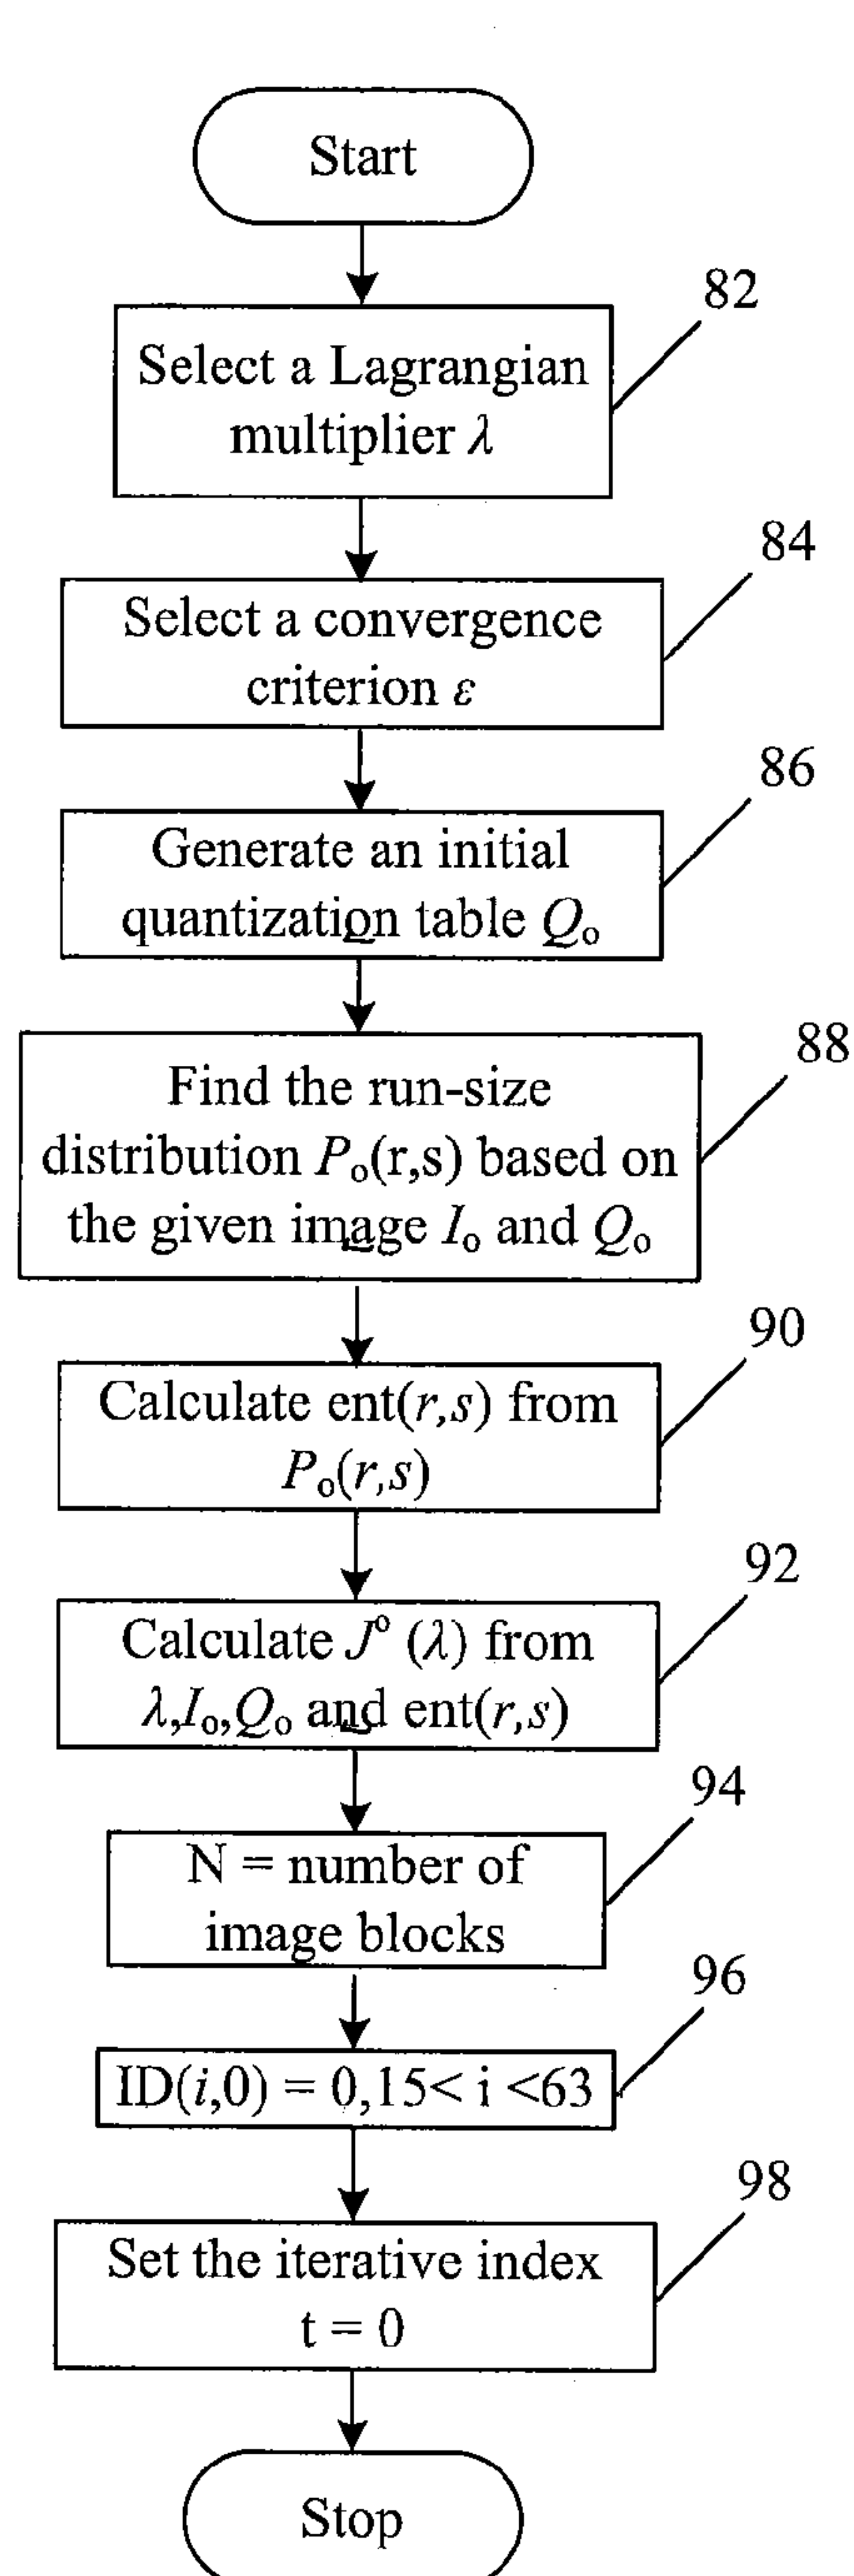 Start
82
Select a Lagrangian
multiplier λ
84
Select a convergence
criterion ε
86
Generate an initial
quantization table Qₒ
88
Find the run-size
distribution Pₒ(r,s) based on
the given image Iₒ and Qₒ
90
Calculate ent(r,s) from
Pₒ(r,s)
92
Calculate Jᵒ (λ) from
λ,Iₒ,Qₒ and ent(r,s)
94
N = number of
image blocks
96
ID(i,0) = 0,15< i <63
98
Set the iterative index
t = 0
Stop